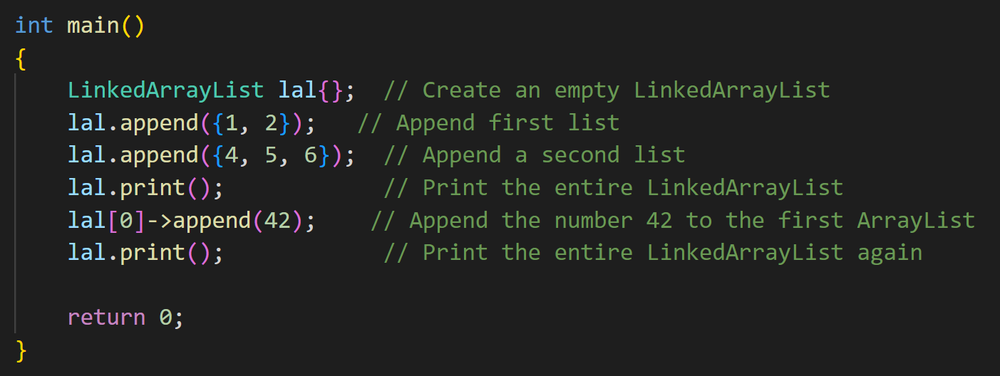 int main()
{
    LinkedArrayList lal{};  // Create an empty LinkedArrayList
    lal.append({1, 2});   // Append first list
    lal.append({4, 5, 6});  // Append a second list
    lal.print();            // Print the entire LinkedArrayList
    lal[0]->append(42);    // Append the number 42 to the first ArrayList
    lal.print();            // Print the entire LinkedArrayList again

    return 0;
}